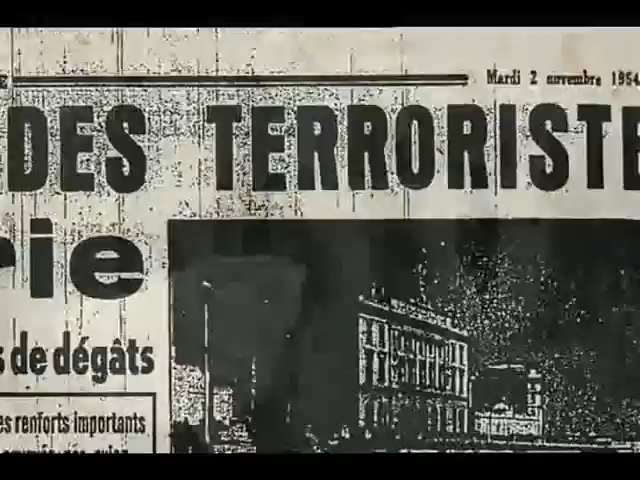 Mardi 2 novembre 1954
DES TERRORISTE
rie
s de dégâts
es renforts importants